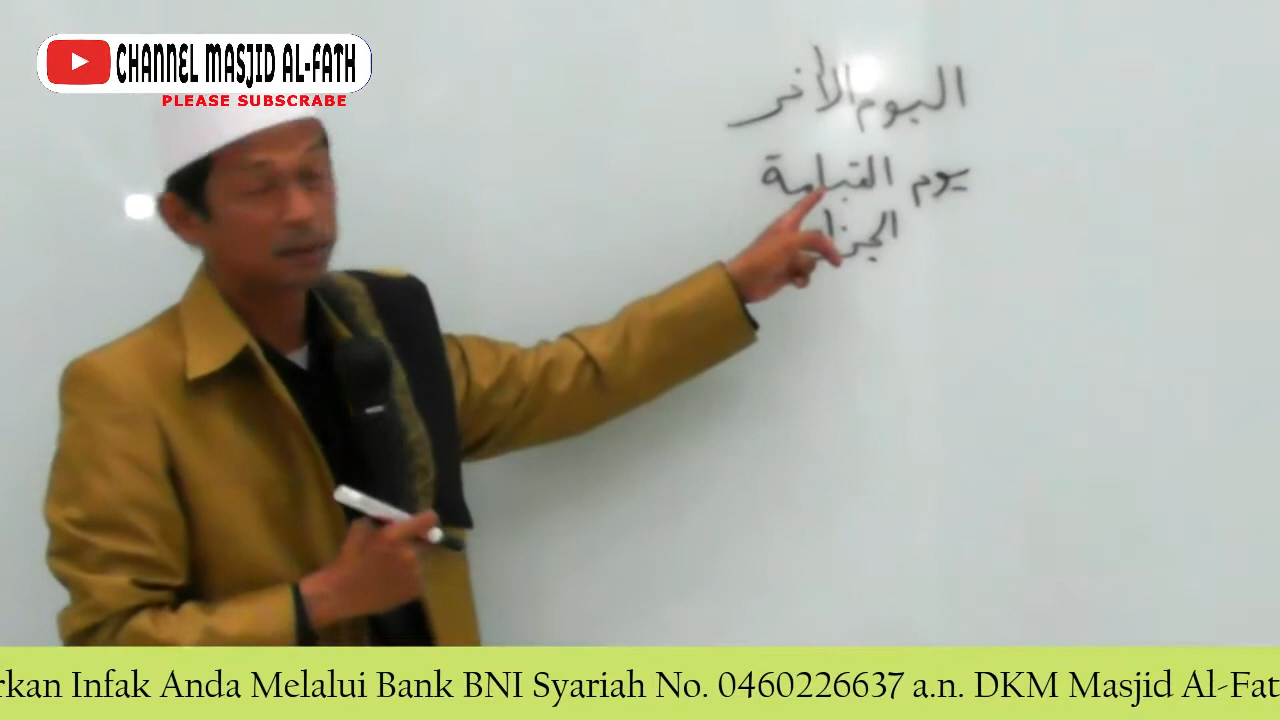 CHANNEL MASJID AL-FATH
PLEASE SUBSCRABE
اليوم الأخر
يوم القيامة
rkan Infak Anda Melalui Bank BNI Syariah No. 0460226637 a.n. DKM Masjid Al-Fat